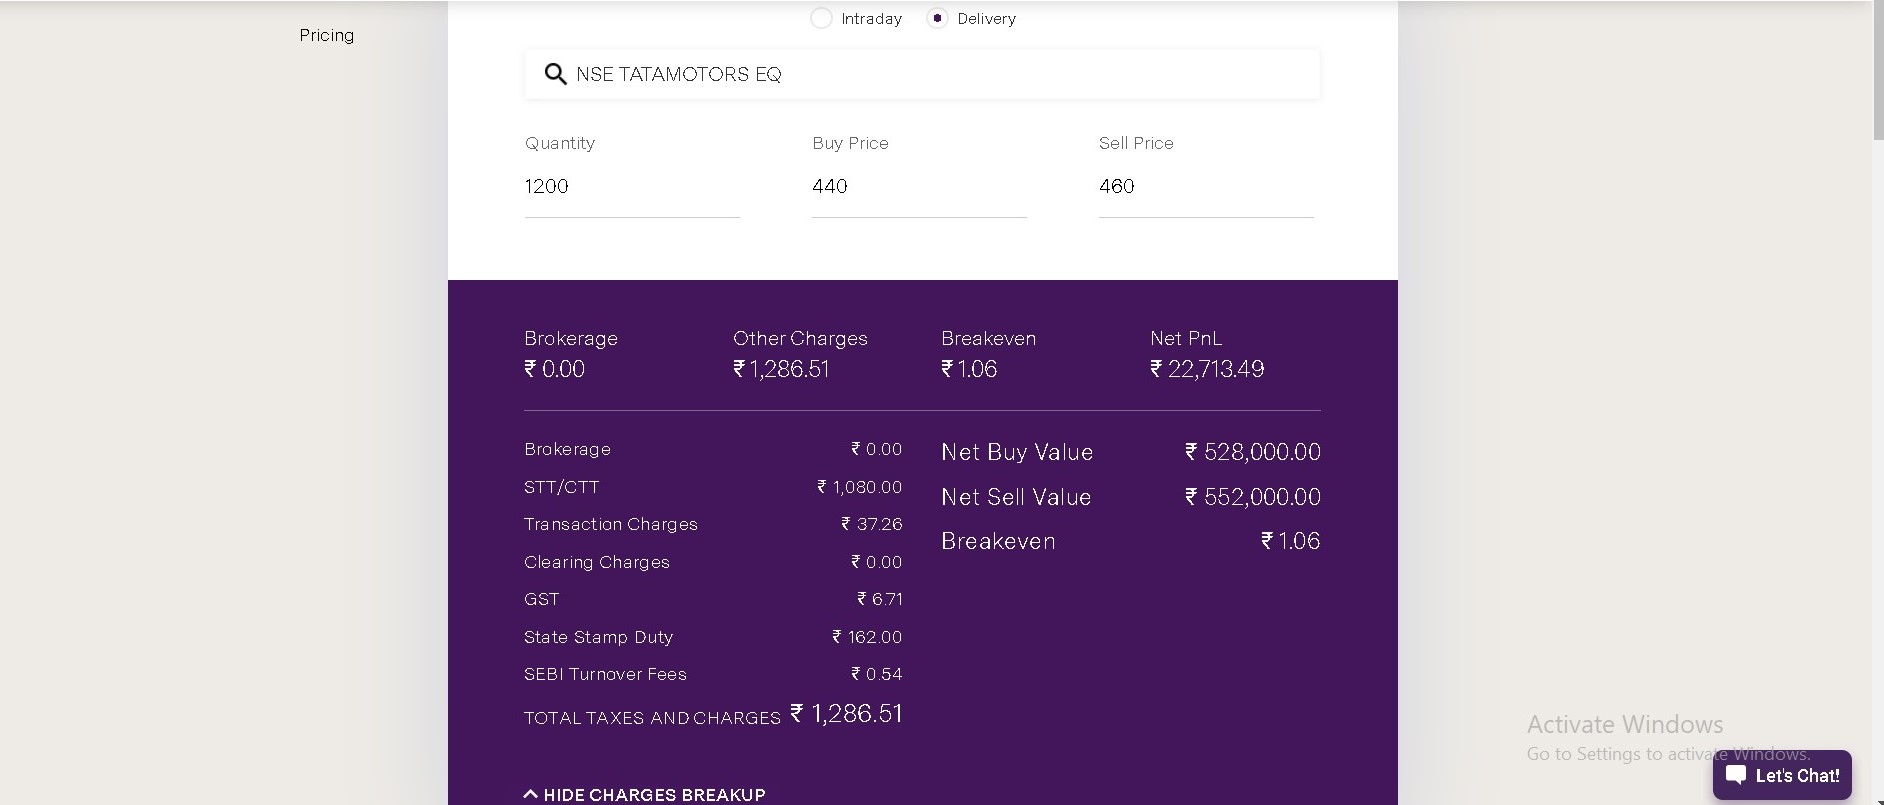 Intraday Delivery
Pricing
NSE TATAMOTORS EQ
Quantity Buy Price Sell Price
1200 440 460
Brokerage Other Charges Breakeven Net PnL
₹ 0.00 ₹ 1,286.51 ₹ 1.06 ₹ 22,713.49
Brokerage ₹ 0.00
STT/CTT ₹ 1,080.00
Transaction Charges ₹ 37.26
Clearing Charges ₹ 0.00
GST ₹ 6.71
State Stamp Duty ₹ 162.00
SEBI Turnover Fees ₹ 0.54
TOTAL TAXES AND CHARGES ₹ 1,286.51
Net Buy Value ₹ 528,000.00
Net Sell Value ₹ 552,000.00
Breakeven ₹ 1.06
HIDE CHARGES BREAKUP
Activate Windows
Go to Settings to activate Windows.
Let's Chat!